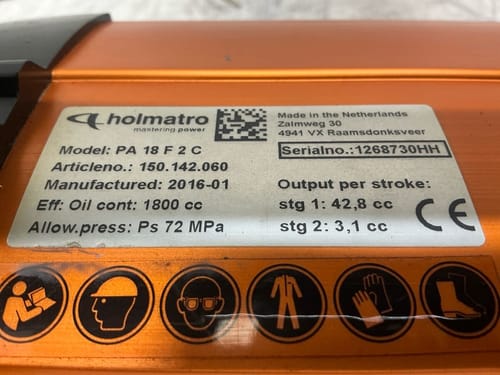 holmatro
mastering power
Made in the Netherlands
Zalmweg 30
4941 VX Raamsdonksveer
Model: PA 18 F 2 C
Serialno.:1268730HH
Articleno.: 150.142.060
Manufactured: 2016-01
Output per stroke:
Eff: Oil cont: 1800 cc
stg 1: 42,8 cc
Allow.press: Ps 72 MPa
stg 2: 3,1 cc
CE